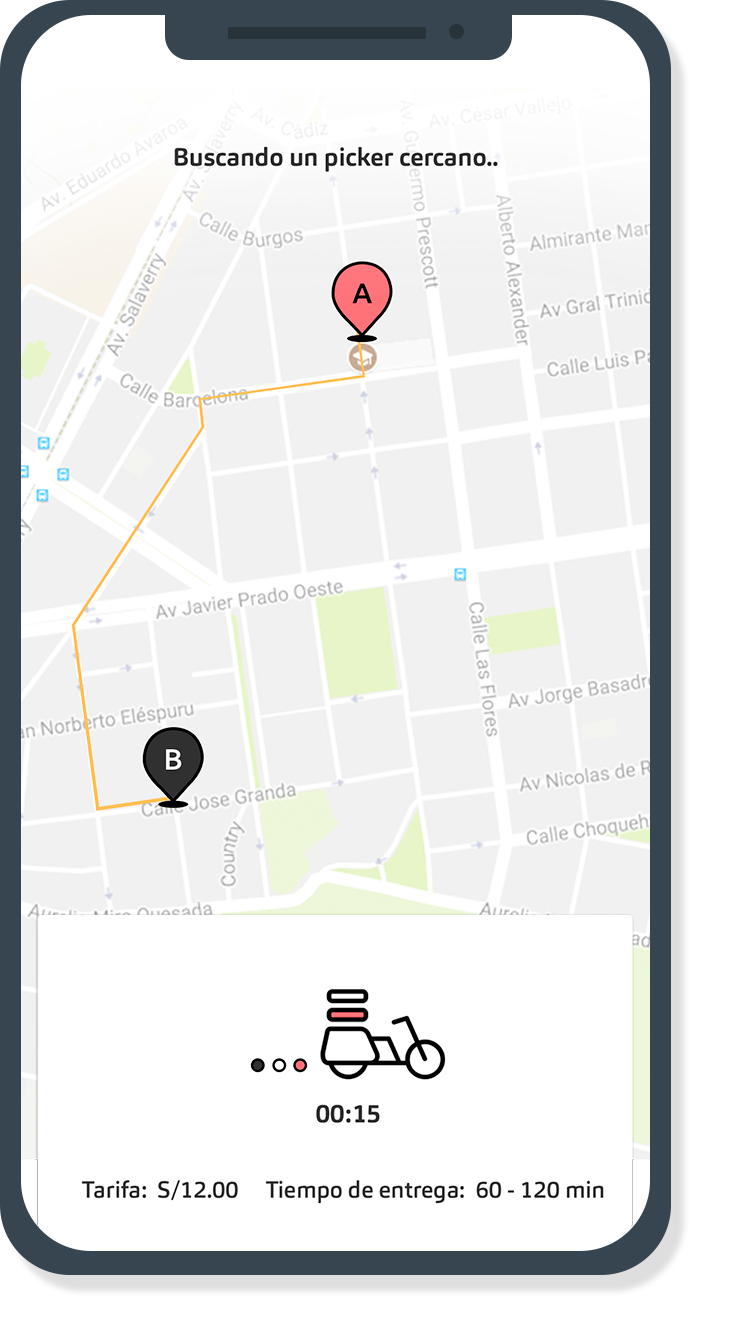 Av. Cádiz
Av. César Vallejo
Av. Eduardo Avaroa
Av. Salaverry
Buscando un picker cercano..
Av. Guillermo Prescott
Calle Burgos
Alberto Alexander
Almirante Mar
A
Av. Salaverry
Av Gral Trinid
Calle Luis Pa
Calle Barcelona
Av Javier Prado Oeste
Calle Las Flores
Av Jorge Basadre
an Norberto Eléspuru
B
Av Nicolas de R
Calle Jose Granda
Country
Calle Choqueh
Aurelio Miro Quesada
Aurelio
00:15
Tarifa: S/12.00 Tiempo de entrega: 60 - 120 min